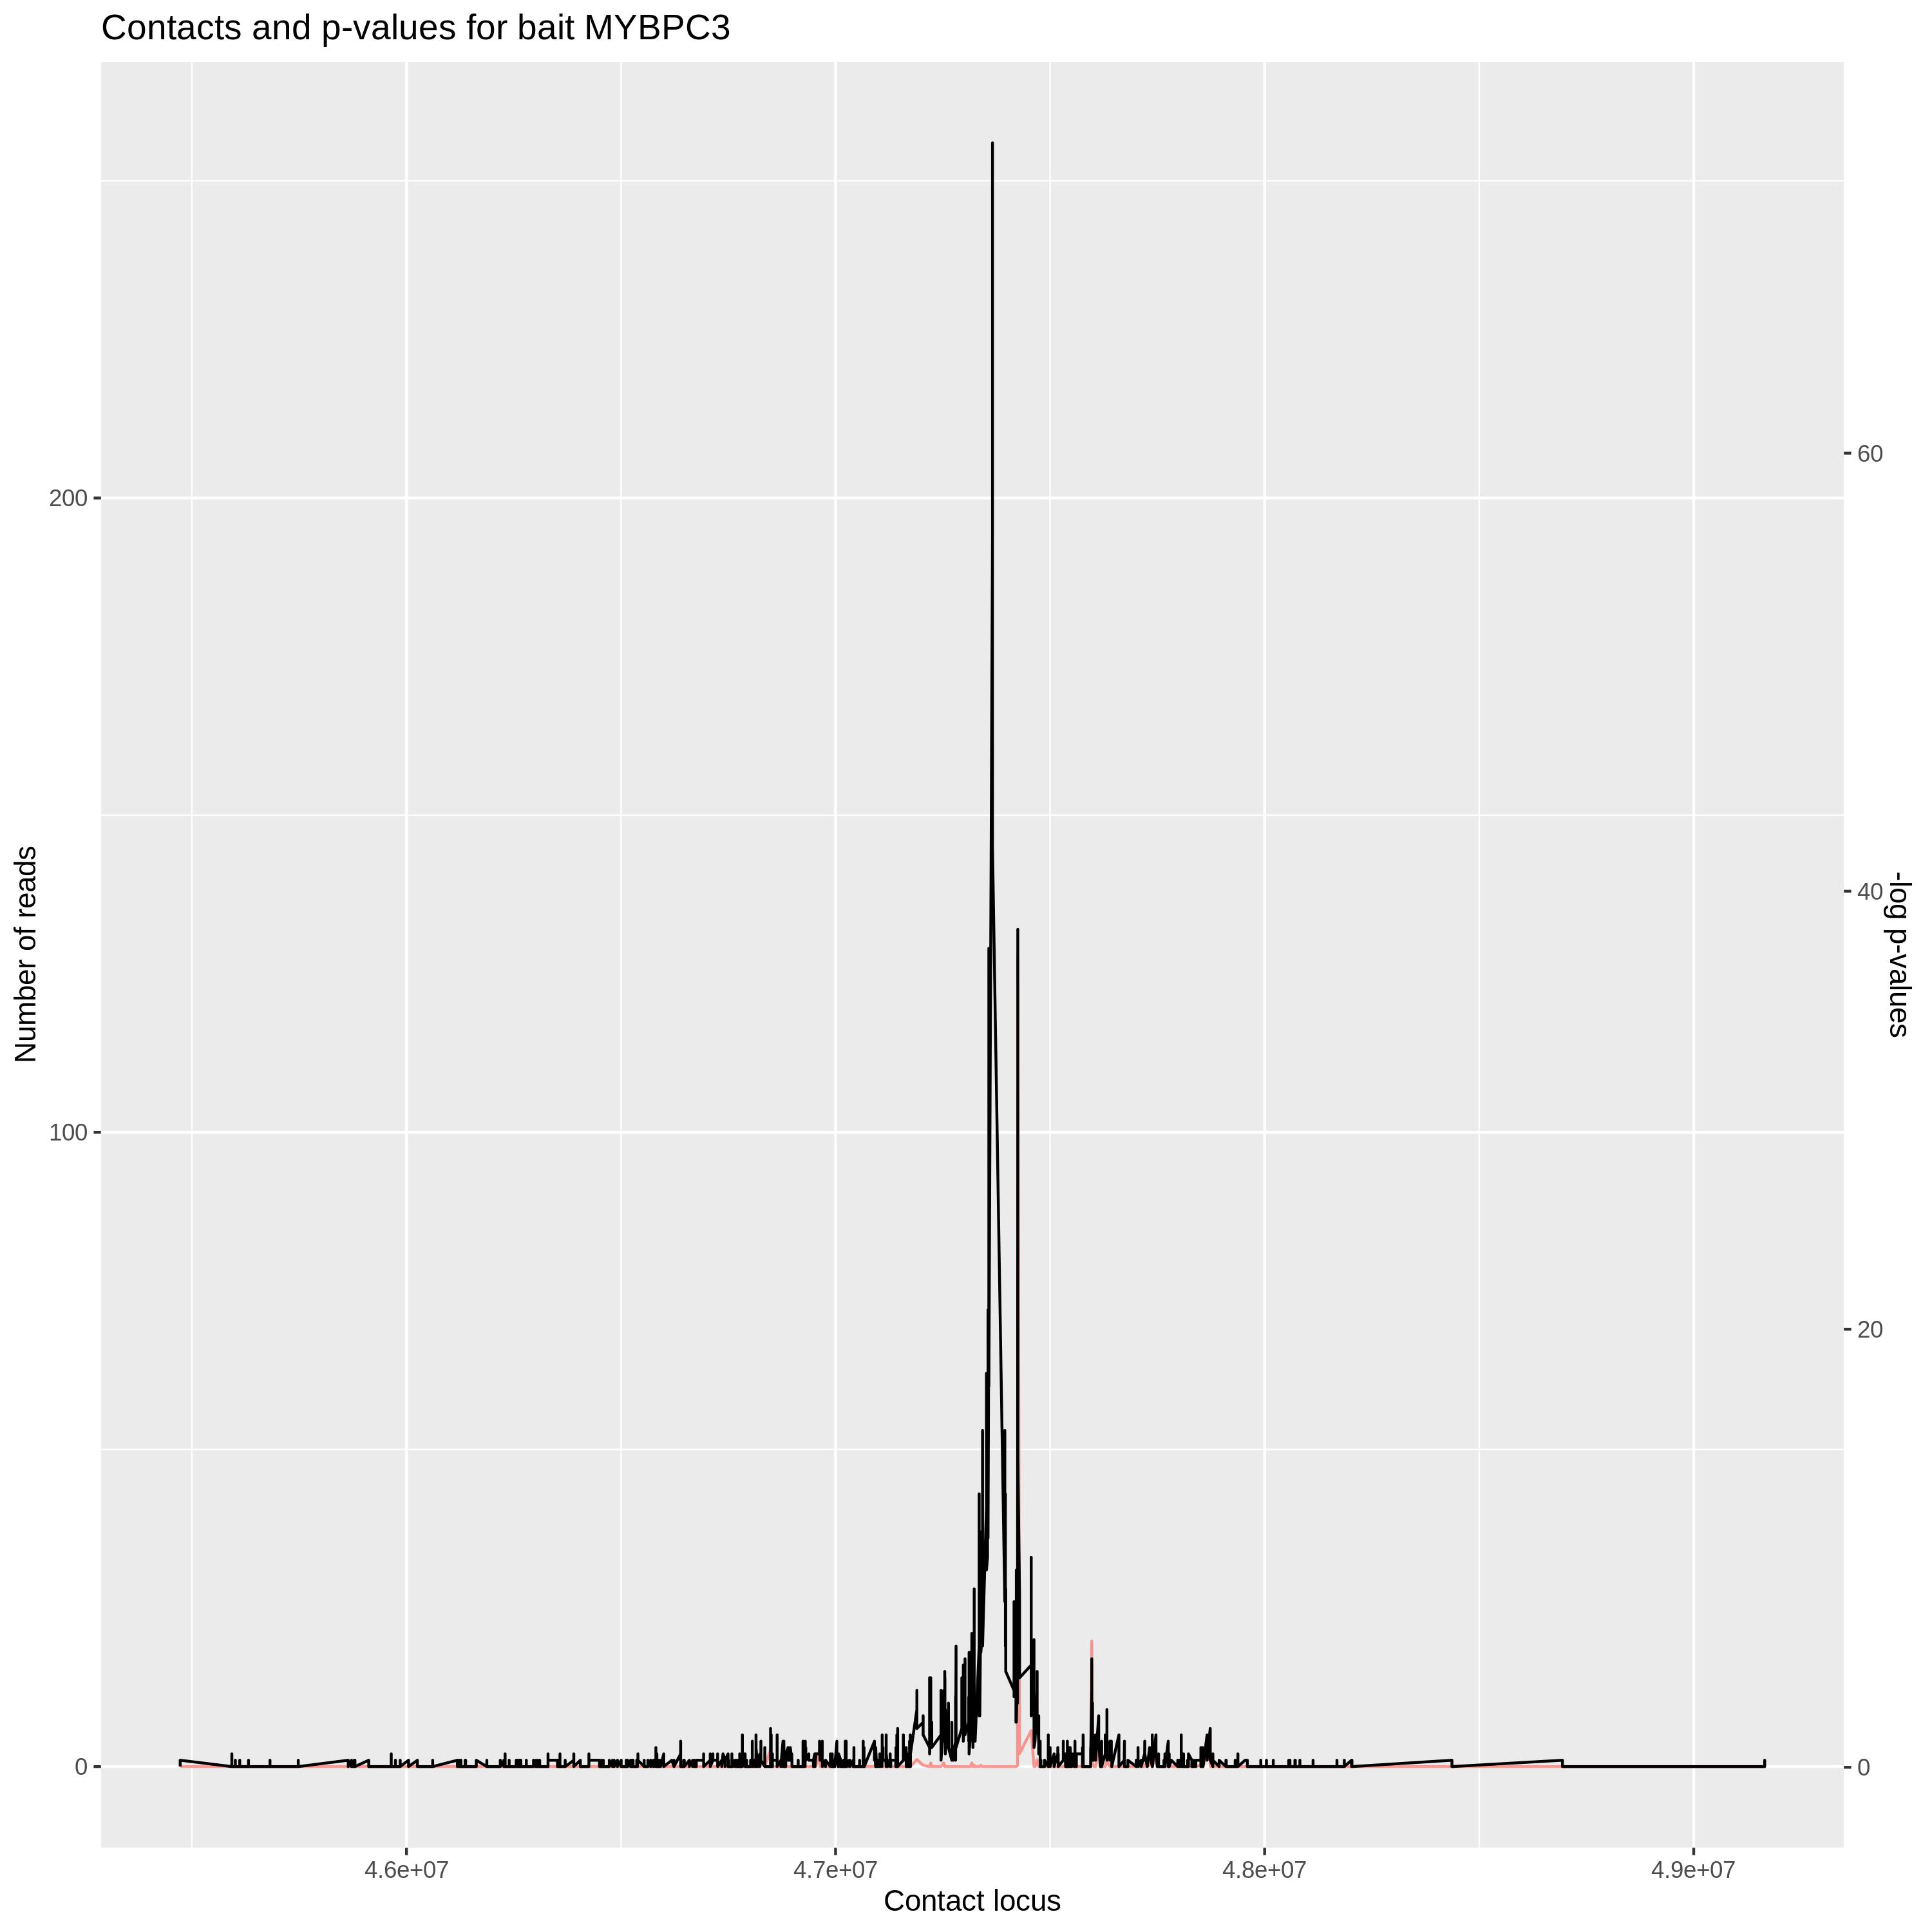 Contacts and p-values for bait MYBPC3
Number of reads
200
100
0
60
40
20
0
-log p-values
4.6e+07
4.7e+07
4.8e+07
4.9e+07
Contact locus